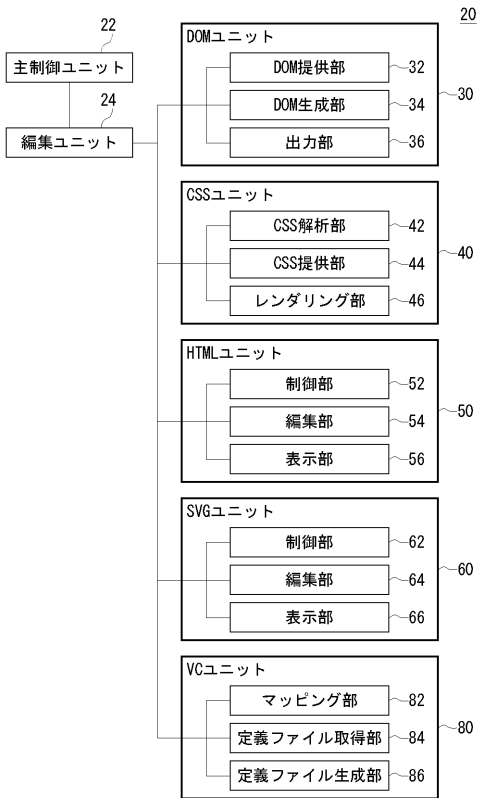 20
22
主制御ユニット
24
編集ユニット
DOMユニット
DOM提供部 32
DOM生成部 34
出力部 36
30
CSSユニット
CSS解析部 42
CSS提供部 44
レンダリング部 46
40
HTMLユニット
制御部 52
編集部 54
表示部 56
50
SVGユニット
制御部 62
編集部 64
表示部 66
60
VCユニット
マッピング部 82
定義ファイル取得部 84
定義ファイル生成部 86
80